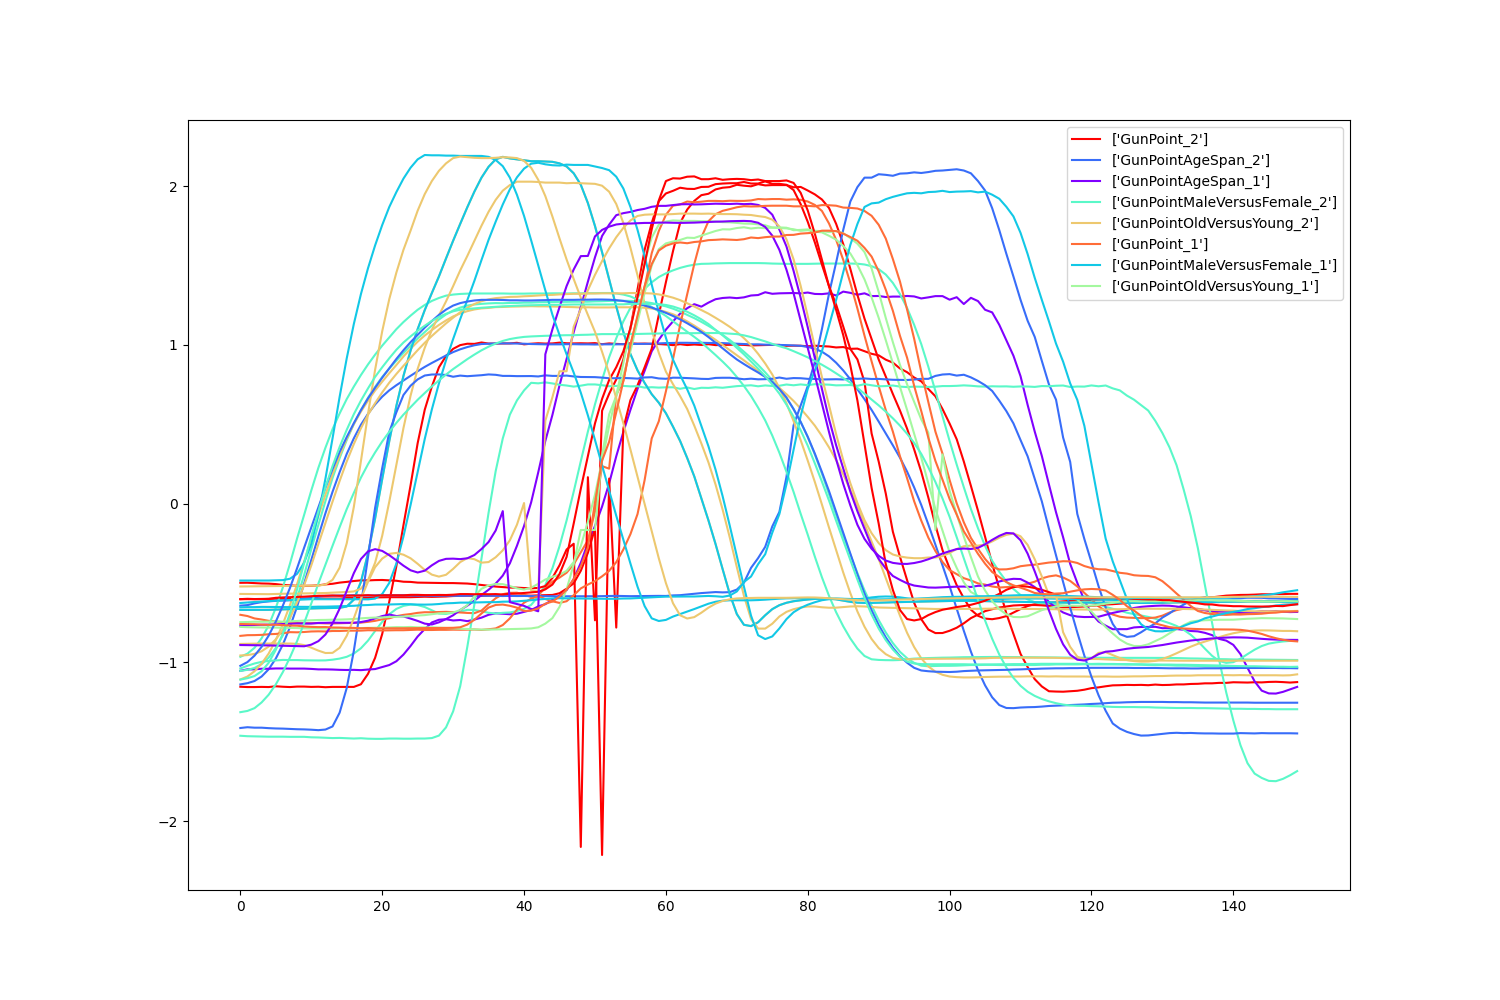 ['GunPoint_2']
['GunPointAgeSpan_2']
['GunPointAgeSpan_1']
['GunPointMaleVersusFemale_2']
['GunPointOldVersusYoung_2']
['GunPoint_1']
['GunPointMaleVersusFemale_1']
['GunPointOldVersusYoung_1']
2
1
0
−1
−2
0 20 40 60 80 100 120 140